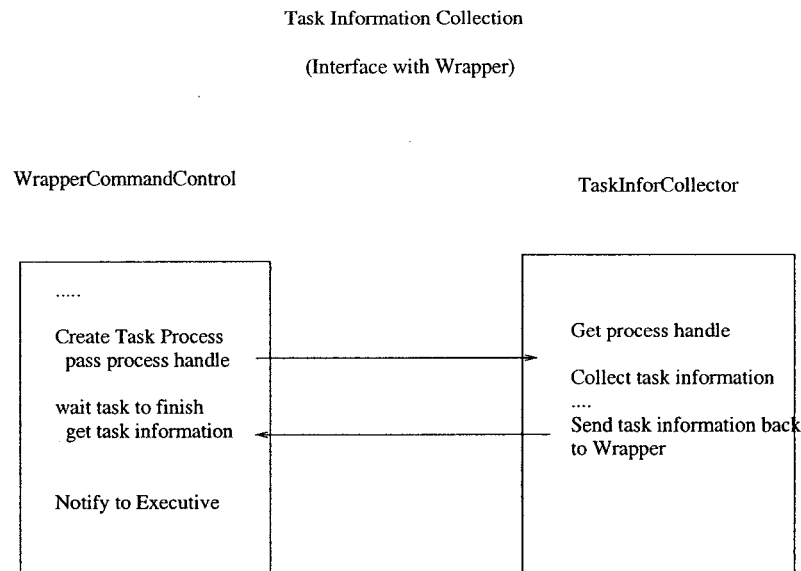 Task Information Collection
(Interface with Wrapper)
WrapperCommandControl
TaskInforCollector
.....
Create Task Process
pass process handle
wait task to finish
get task information
Notify to Executive
Get process handle
Collect task information
....
Send task information back
to Wrapper